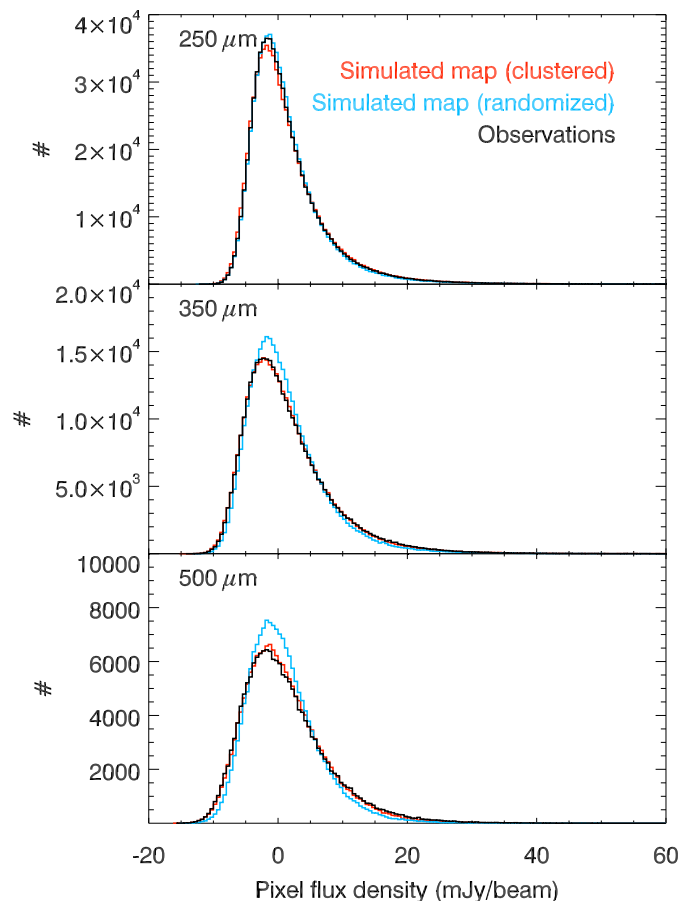 4×10⁴
250 μm
3×10⁴
Simulated map (clustered)
Simulated map (randomized)
Observations
#
2×10⁴
1×10⁴
2.0×10⁴
350 μm
1.5×10⁴
#
1.0×10⁴
5.0×10³
10000
500 μm
8000
6000
#
4000
2000
-20 0 20 40 60
Pixel flux density (mJy/beam)